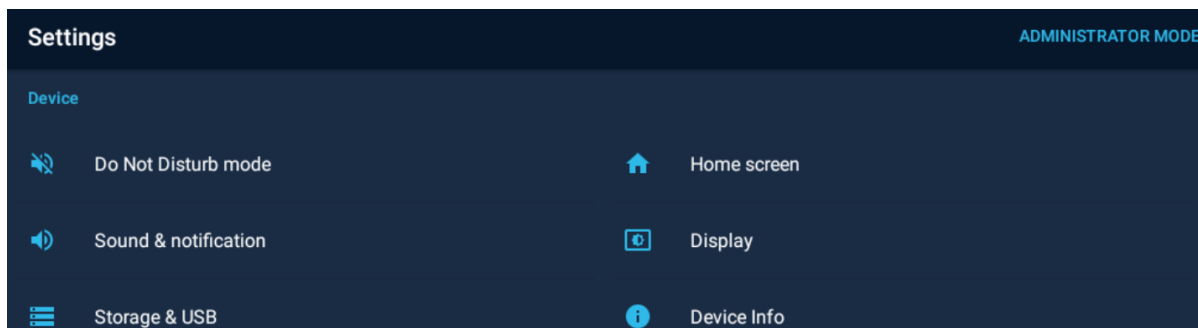 Settings
ADMINISTRATOR MODE
Device
Do Not Disturb mode
Home screen
Sound & notification
Display
Storage & USB
Device Info